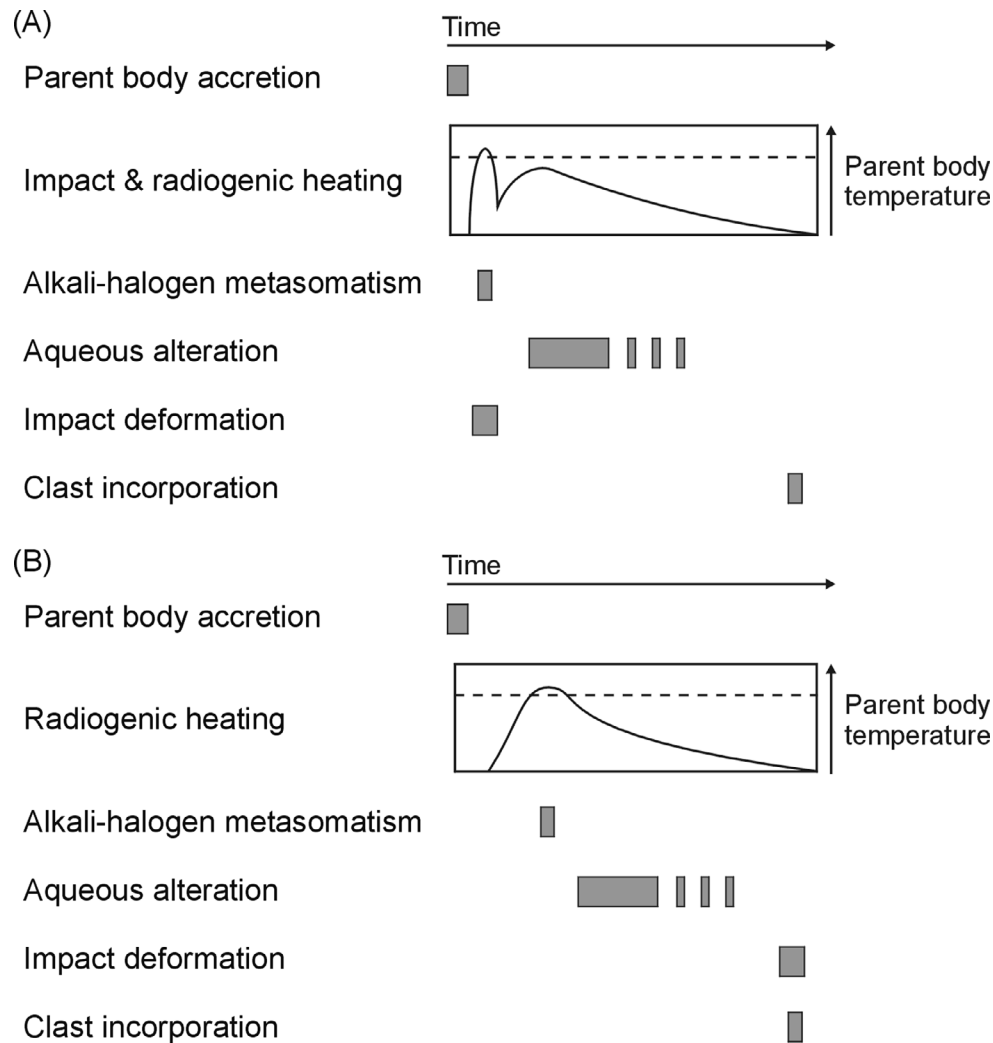 (A)
Time
Parent body accretion
Impact & radiogenic heating
Parent body
temperature
Alkali-halogen metasomatism
Aqueous alteration
Impact deformation
Clast incorporation
(B)
Time
Parent body accretion
Radiogenic heating
Parent body
temperature
Alkali-halogen metasomatism
Aqueous alteration
Impact deformation
Clast incorporation